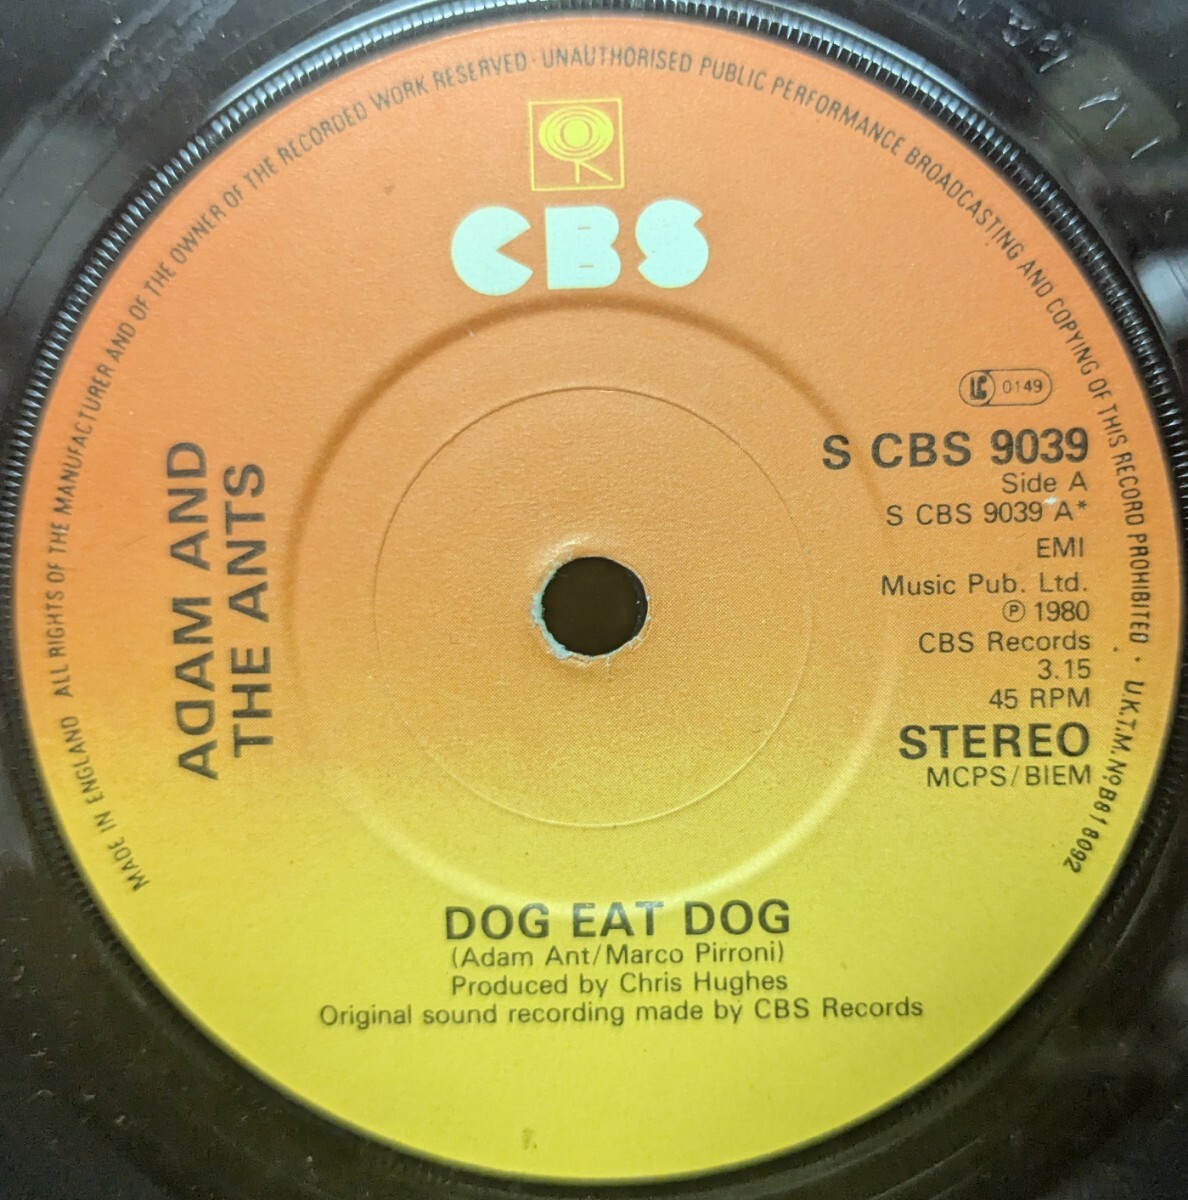 MADE IN ENGLAND ALL RIGHTS OF THE MANUFACTURER AND OF THE OWNER OF THE RECORDED WORK RESERVED · UNAUTHORISED PUBLIC PERFORMANCE BROADCASTING AND COPYING OF THIS RECORD PROHIBITED · U.K.T.M. Nº B818092
CBS
LC 0149
S CBS 9039
Side A
S CBS 9039 A*
EMI
Music Pub. Ltd.
℗ 1980
CBS Records
3.15
45 RPM
STEREO
MCPS/BIEM
ADAM AND
THE ANTS
DOG EAT DOG
(Adam Ant/Marco Pirroni)
Produced by Chris Hughes
Original sound recording made by CBS Records